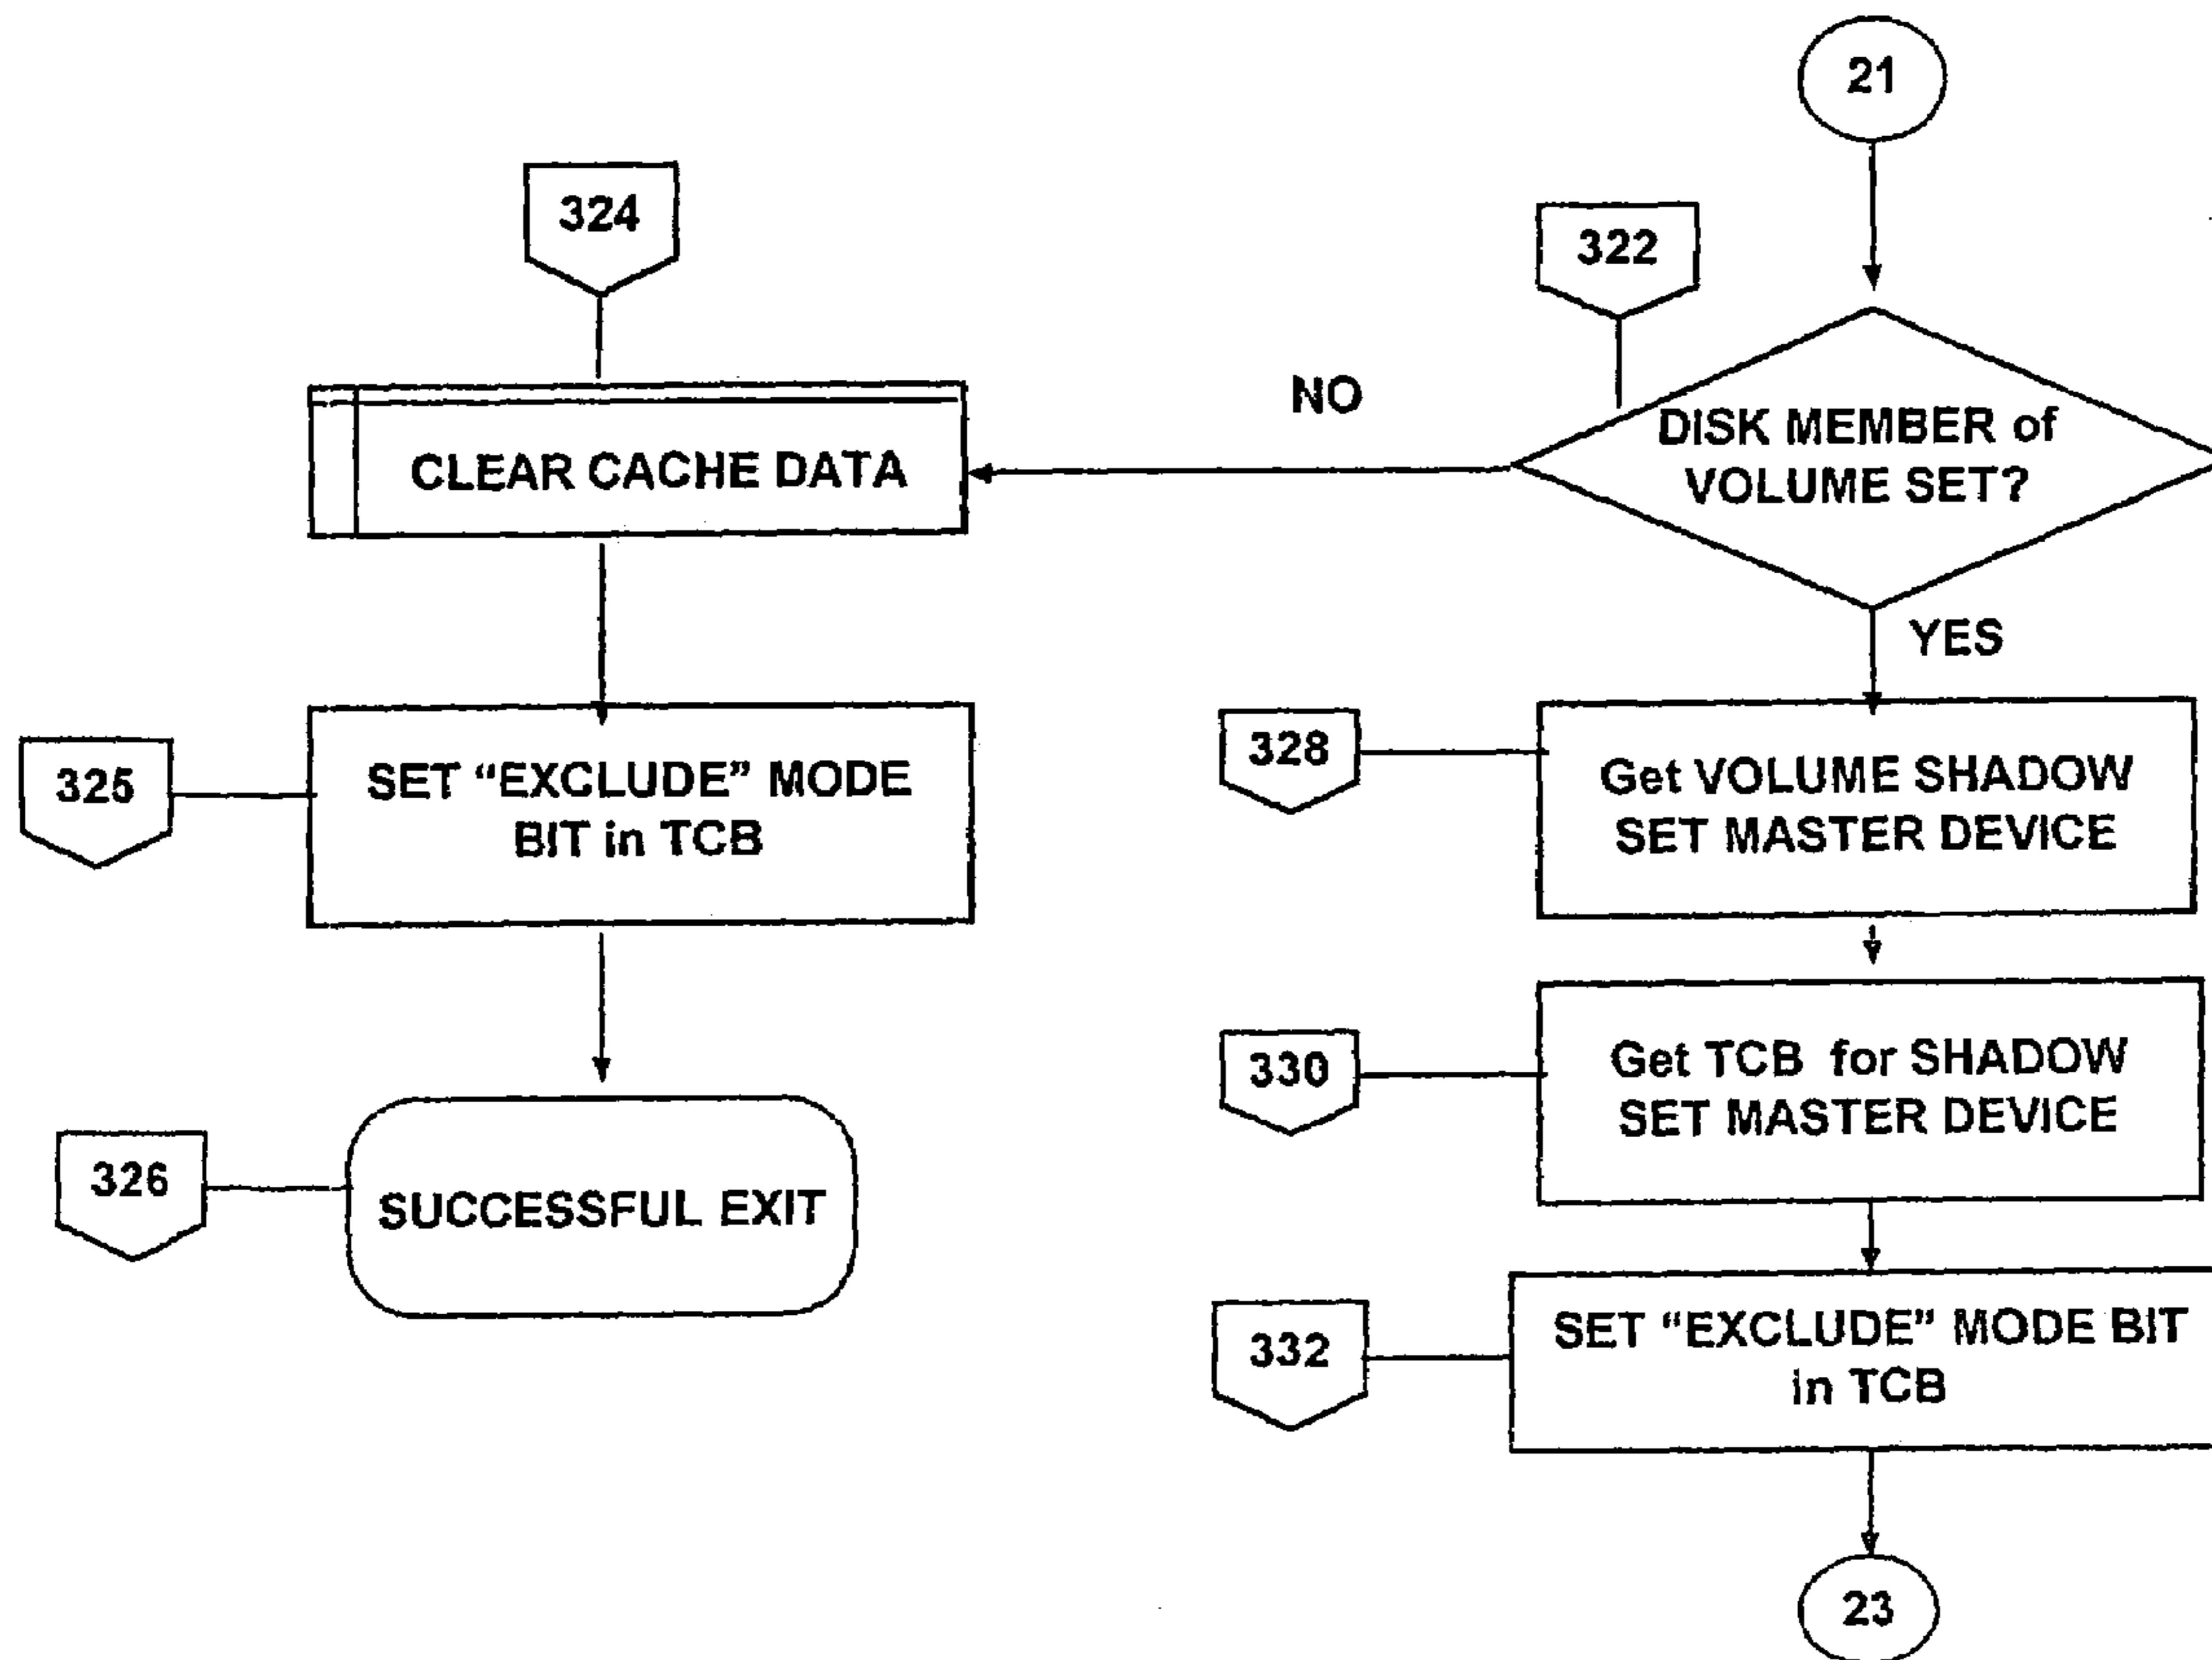 21
324
322
NO
DISK MEMBER of
VOLUME SET?
CLEAR CACHE DATA
YES
325
SET “EXCLUDE” MODE
BIT in TCB
328
Get VOLUME SHADOW
SET MASTER DEVICE
330
Get TCB for SHADOW
SET MASTER DEVICE
326
SUCCESSFUL EXIT
332
SET “EXCLUDE” MODE BIT
in TCB
23